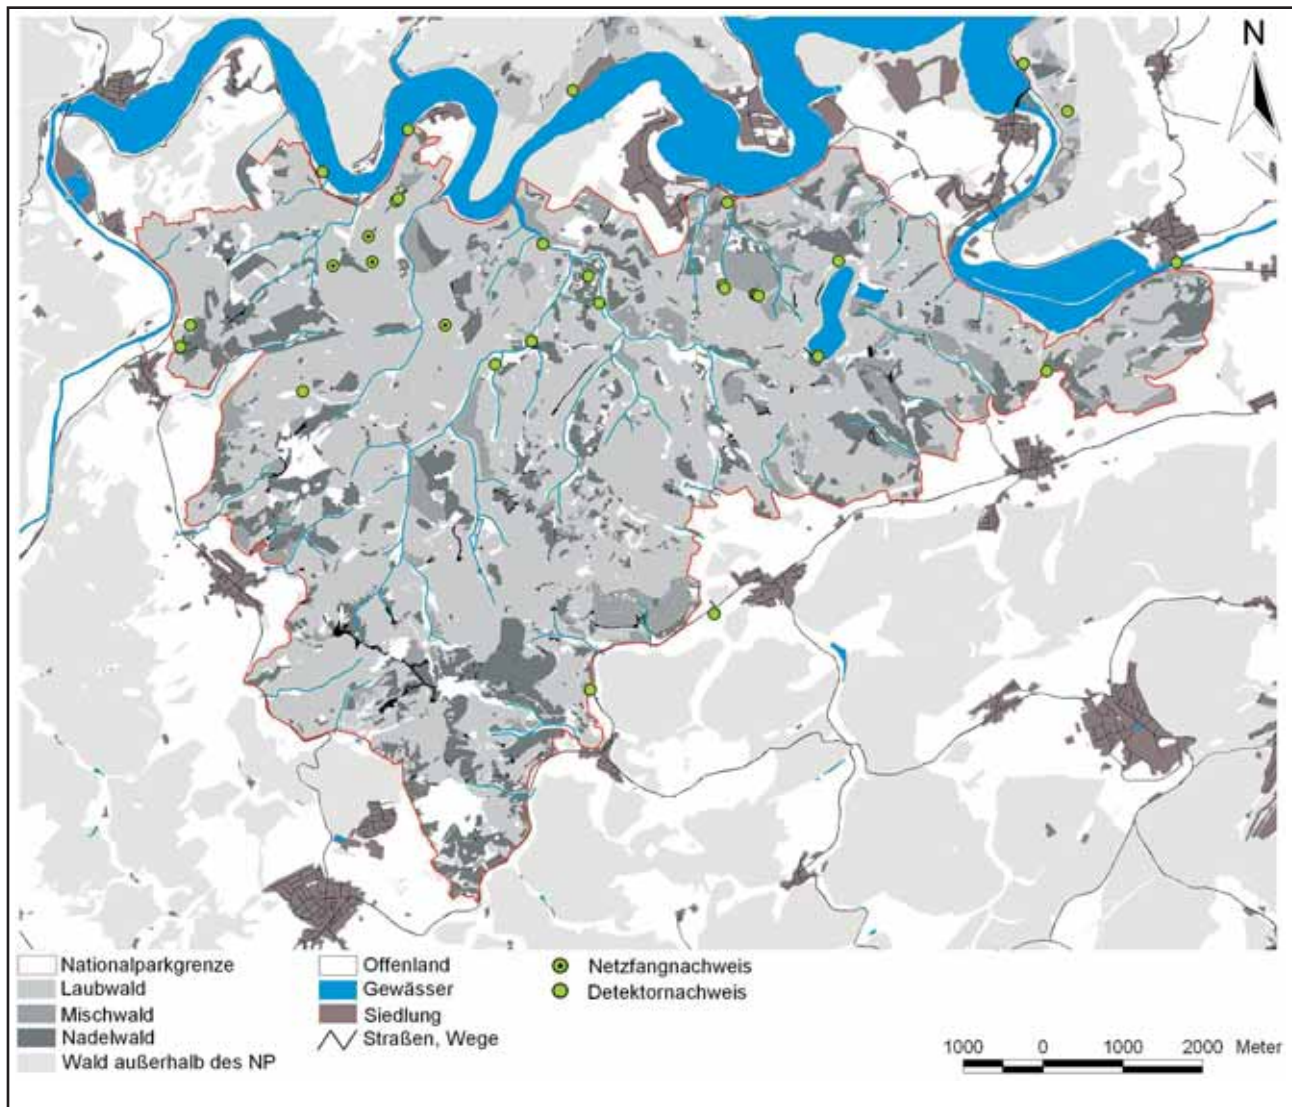 N
Nationalparkgrenze
Laubwald
Mischwald
Nadelwald
Wald außerhalb des NP
Offenland
Gewässer
Siedlung
Straßen, Wege
Netzfangnachweis
Detektornachweis
1000 0 1000 2000 Meter